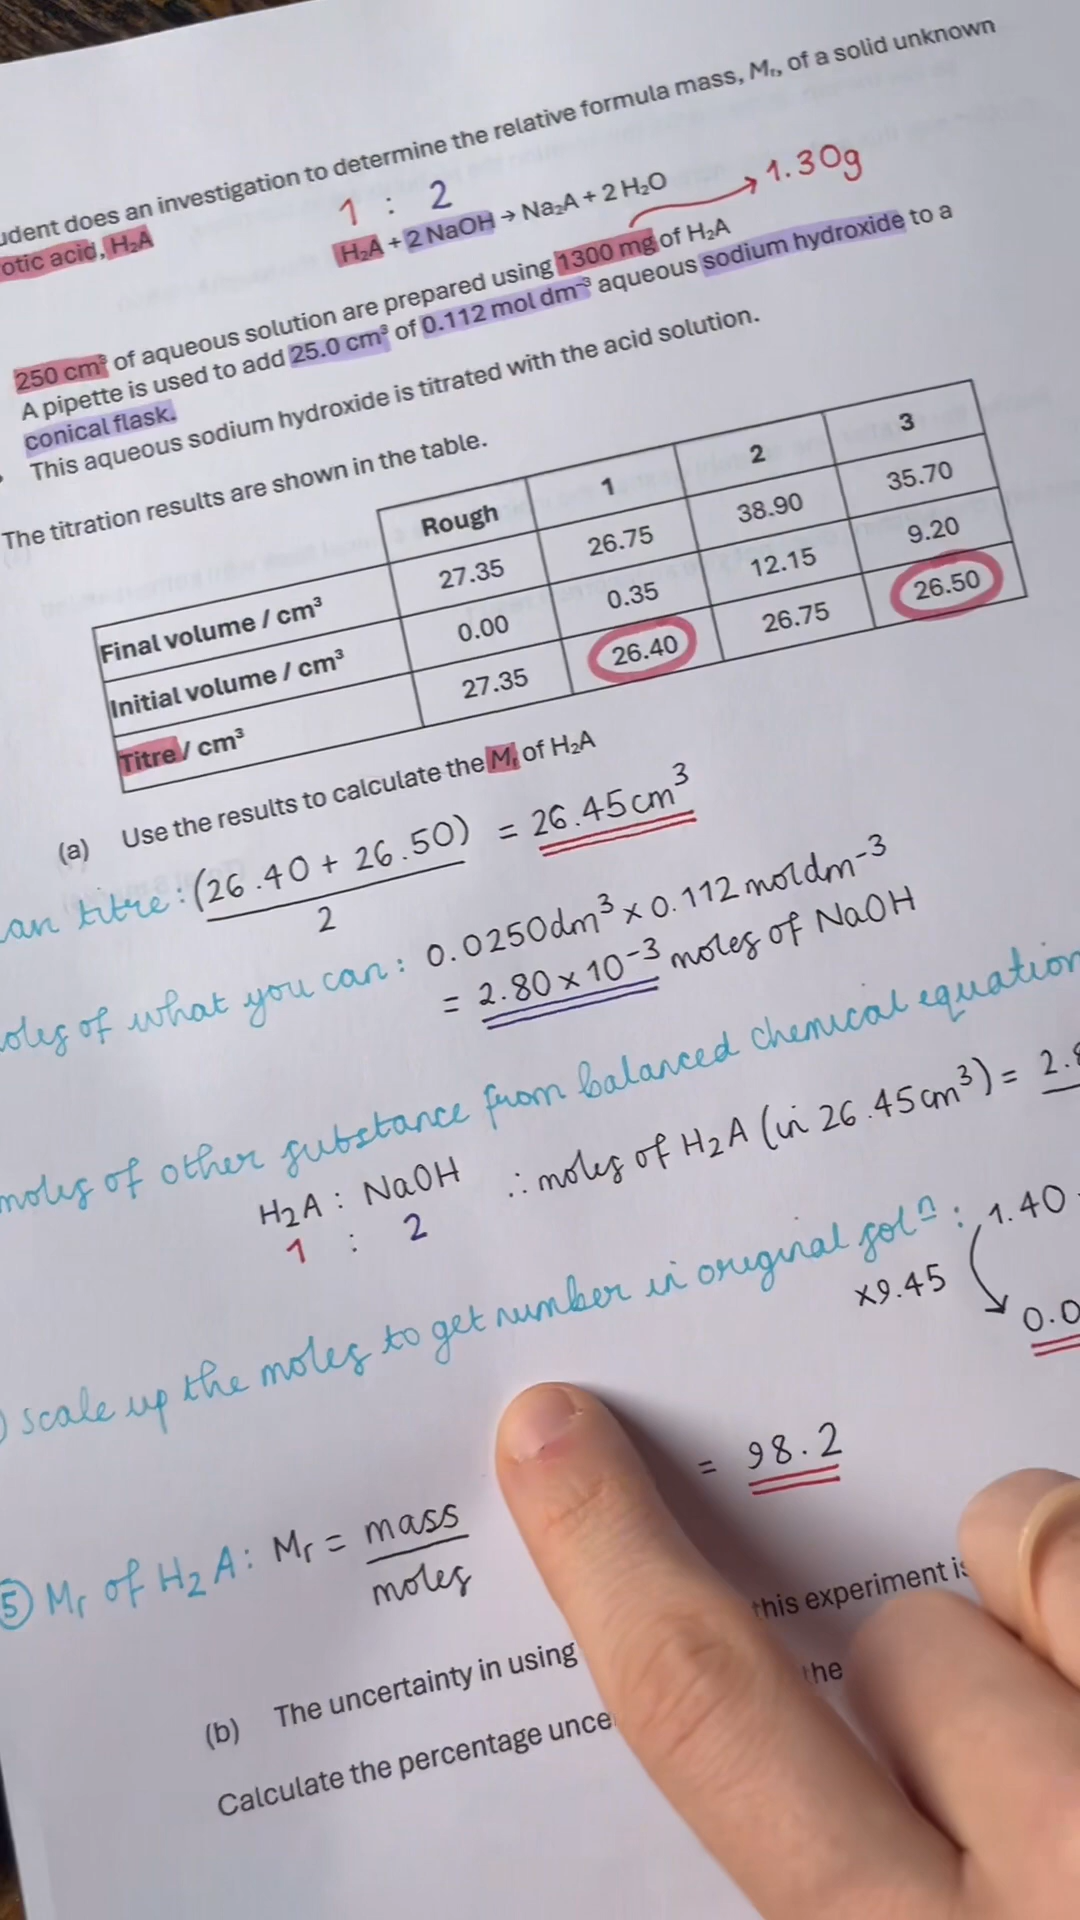 udent does an investigation to determine the relative formula mass, Mᵣ, of a solid unknown
otic acid, H₂A
1 : 2
H₂A + 2 NaOH → Na₂A + 2 H₂O
1.30g
250 cm³ of aqueous solution are prepared using 1300 mg of H₂A
A pipette is used to add 25.0 cm³ of 0.112 mol dm⁻³ aqueous sodium hydroxide to a
conical flask.
This aqueous sodium hydroxide is titrated with the acid solution.
The titration results are shown in the table.
Rough 1 2 3
Final volume / cm³ 27.35 26.75 38.90 35.70
Initial volume / cm³ 0.00 0.35 12.15 9.20
Titre / cm³ 27.35 26.40 26.75 26.50
(a) Use the results to calculate the Mᵣ of H₂A
an titre: (26.40 + 26.50) = 26.45cm³
2
oles of what you can: 0.0250dm³ x 0.112 moldm-³
= 2.80 x 10-³ moles of NaOH
moles of other substance from balanced chemical equation
H₂A : NaOH ∴ moles of H₂A (in 26.45cm³) = 2.8
1 : 2
) scale up the moles to get number in original solⁿ: 1.40
x9.45
0.0
⑤ Mᵣ of H₂A: Mᵣ = mass = 98.2
moles
(b) The uncertainty in using this experiment is
the
Calculate the percentage unce